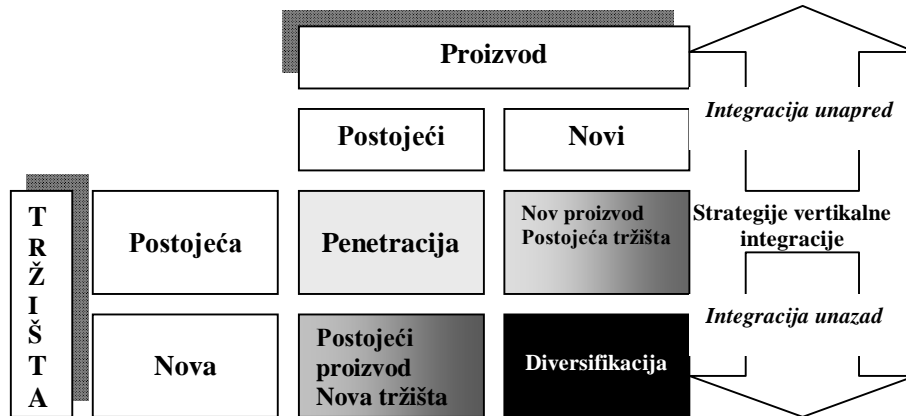 Proizvod
Integracija unapred
Postojeći
Novi
TRŽIŠTA
Postojeća
Penetracija
Nov proizvod
Postojeća tržišta
Strategije vertikalne
integracije
Nova
Postojeći
proizvod
Nova tržišta
Diversifikacija
Integracija unazad